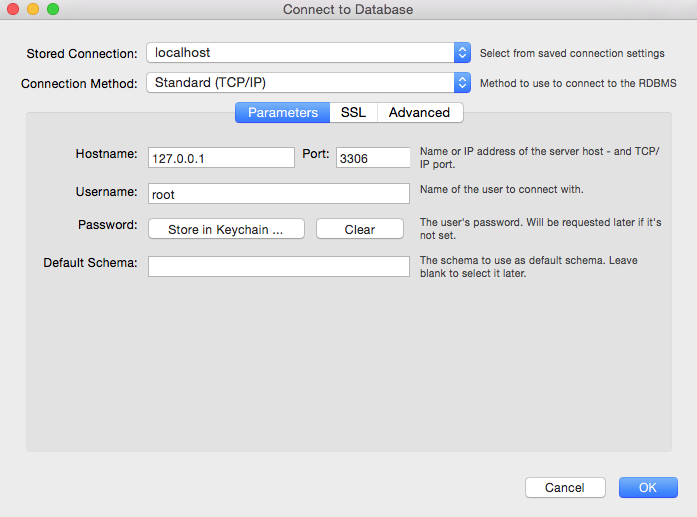 Connect to Database
Stored Connection: localhost Select from saved connection settings
Connection Method: Standard (TCP/IP) Method to use to connect to the RDBMS
Parameters SSL Advanced
Hostname: 127.0.0.1 Port: 3306 Name or IP address of the server host - and TCP/
IP port.
Username: root Name of the user to connect with.
Password: Store in Keychain ... Clear The user's password. Will be requested later if it's
not set.
Default Schema: The schema to use as default schema. Leave
blank to select it later.
Cancel OK